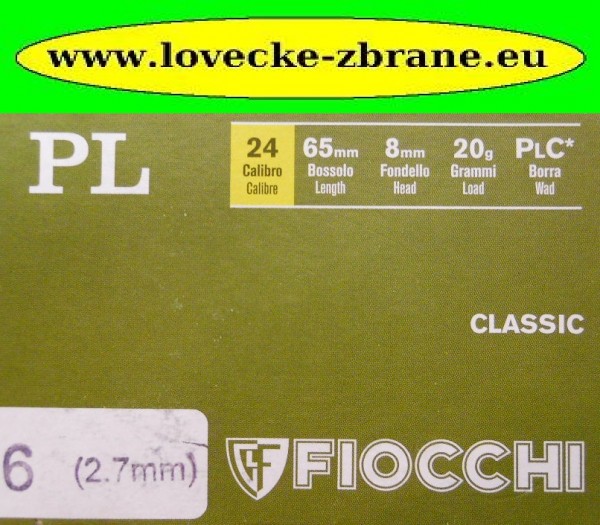 www.lovecke-zbrane.eu
PL
24 65mm 8mm 20g PLC*
Calibro Bossolo Fondello Grammi Borra
Calibre Length Head Load Wad
CLASSIC
6 (2.7mm)
FIOCCHI